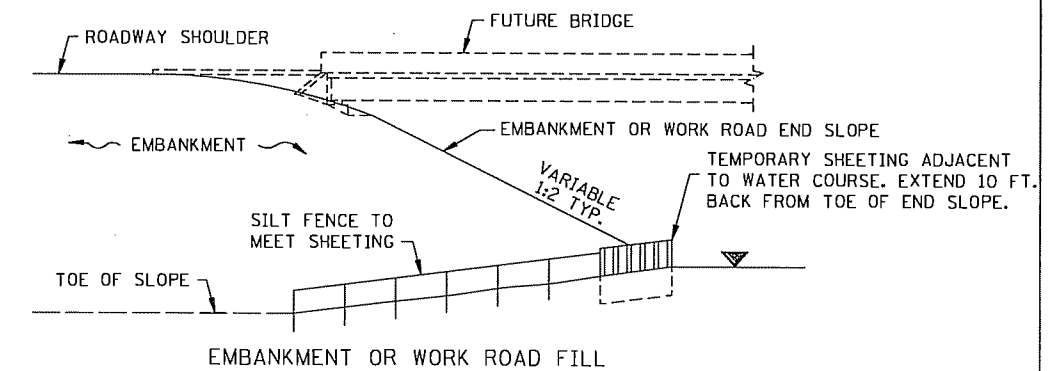 FUTURE BRIDGE
ROADWAY SHOULDER
EMBANKMENT OR WORK ROAD END SLOPE
EMBANKMENT
TEMPORARY SHEETING ADJACENT
TO WATER COURSE. EXTEND 10 FT.
BACK FROM TOE OF END SLOPE.
VARIABLE
1:2 TYP.
SILT FENCE TO
MEET SHEETING
TOE OF SLOPE
EMBANKMENT OR WORK ROAD FILL